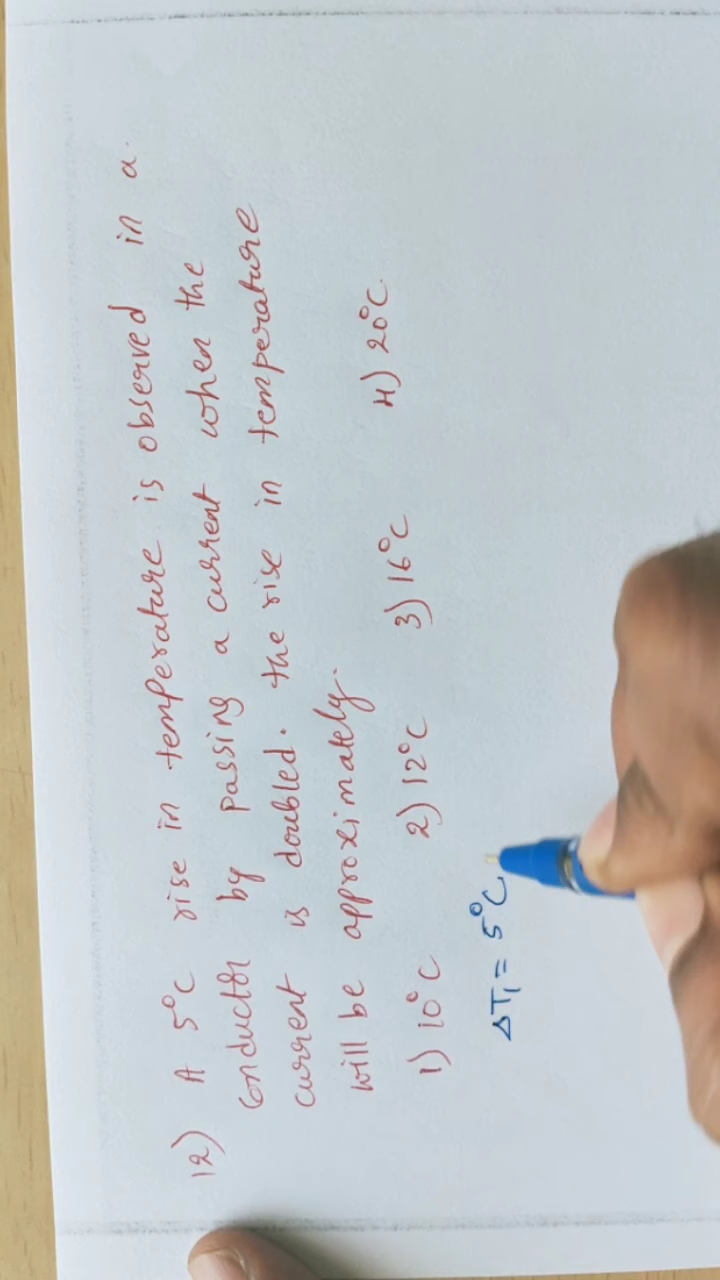 12) A 5°C rise in temperature is observed in a.
conductor by passing a current when the
current is doubled. the rise in temperature
will be approximately.
1) 10°C 2) 12°C 3) 16°C 4) 20°C.
ΔT₁ = 5°C